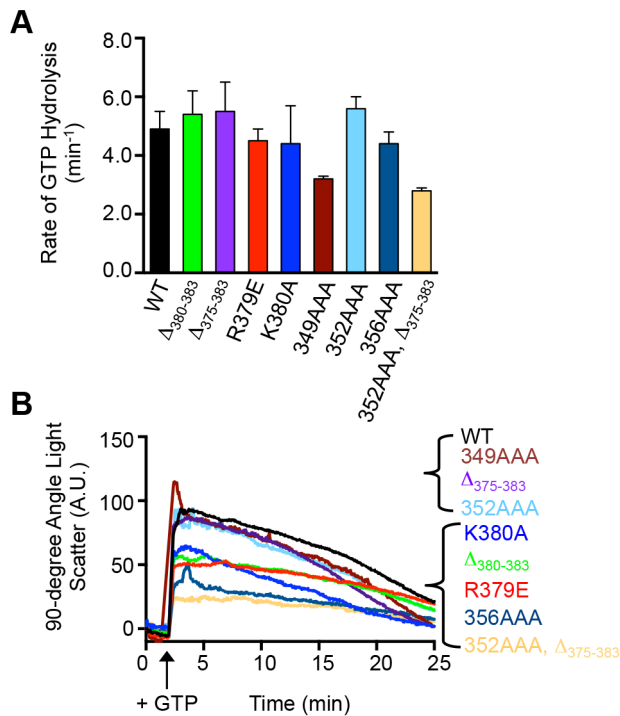 A
Rate of GTP Hydrolysis
(min-1)
8.0
6.0
4.0
2.0
0.0
WT
Δ380-383
Δ375-383
R379E
K380A
349AAA
352AAA
356AAA
352AAA, Δ375-383
B
90-degree Angle Light
Scatter (A.U.)
150
100
50
0
0
5
10
15
20
25
+ GTP
Time (min)
WT
349AAA
Δ375-383
352AAA
K380A
Δ380-383
R379E
356AAA
352AAA, Δ375-383